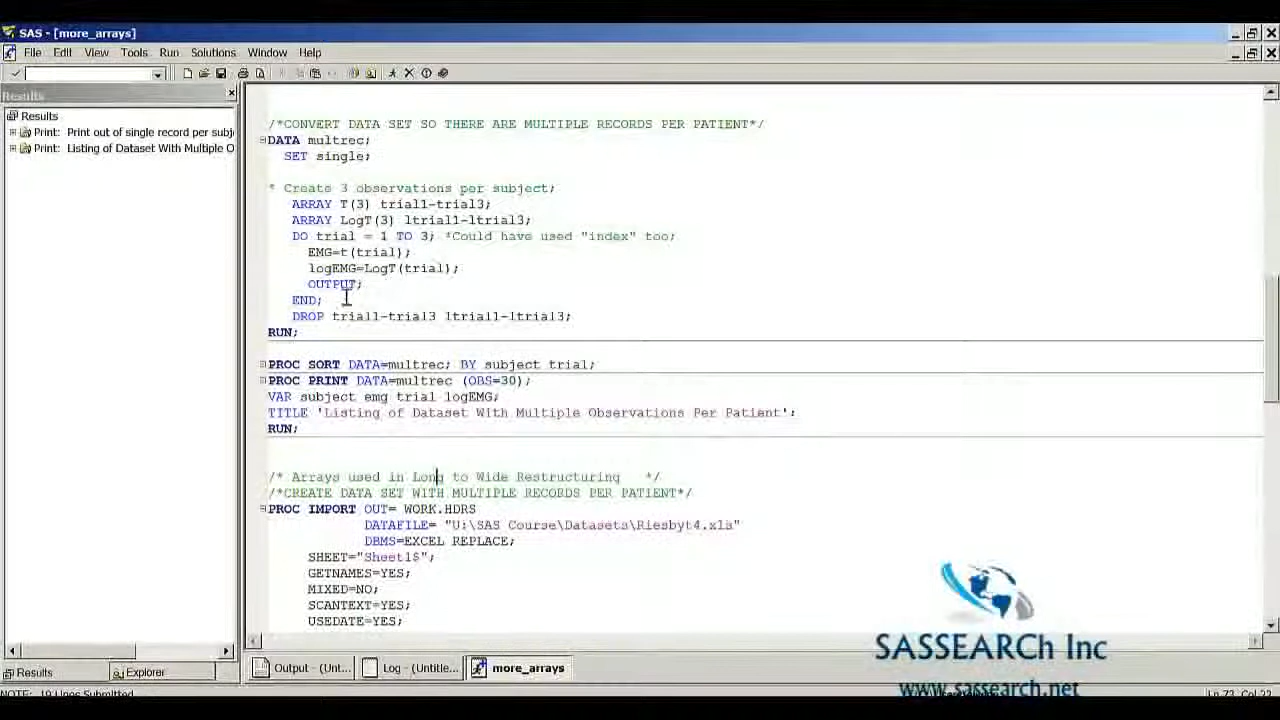 SAS - [more_arrays]
File Edit View Tools Run Solutions Window Help
Results
Results
Print: Print out of single record per subj
Print: Listing of Dataset With Multiple O
/*CONVERT DATA SET SO THERE ARE MULTIPLE RECORDS PER PATIENT*/
DATA multrec;
SET single;
* Create 3 observations per subject;
ARRAY T(3) trial1-trial3;
ARRAY LogT(3) ltrial1-ltrial3;
DO trial = 1 TO 3; *Could have used "index" too;
EMG=t(trial);
logEMG=LogT(trial);
OUTPUT;
END;
DROP trial1-trial3 ltrial1-ltrial3;
RUN;
PROC SORT DATA=multrec; BY subject trial;
PROC PRINT DATA=multrec (OBS=30);
VAR subject emg trial logEMG;
TITLE 'Listing of Dataset With Multiple Observations Per Patient';
RUN;
/* Arrays used in Long to Wide Restructuring */
/*CREATE DATA SET WITH MULTIPLE RECORDS PER PATIENT*/
PROC IMPORT OUT= WORK.HDRS
DATAFILE= "U:\SAS Course\Datasets\Riesbyt4.xls"
DBMS=EXCEL REPLACE;
SHEET="Sheet1$";
GETNAMES=YES;
MIXED=NO;
SCANTEXT=YES;
USEDATE=YES;
SASSEARCh Inc
www.sassearch.net
Results Explorer Output - (Unt... Log - (Untitle... more_arrays
NOTE: 19 Lines Submitted.
Ln 72, Col 22